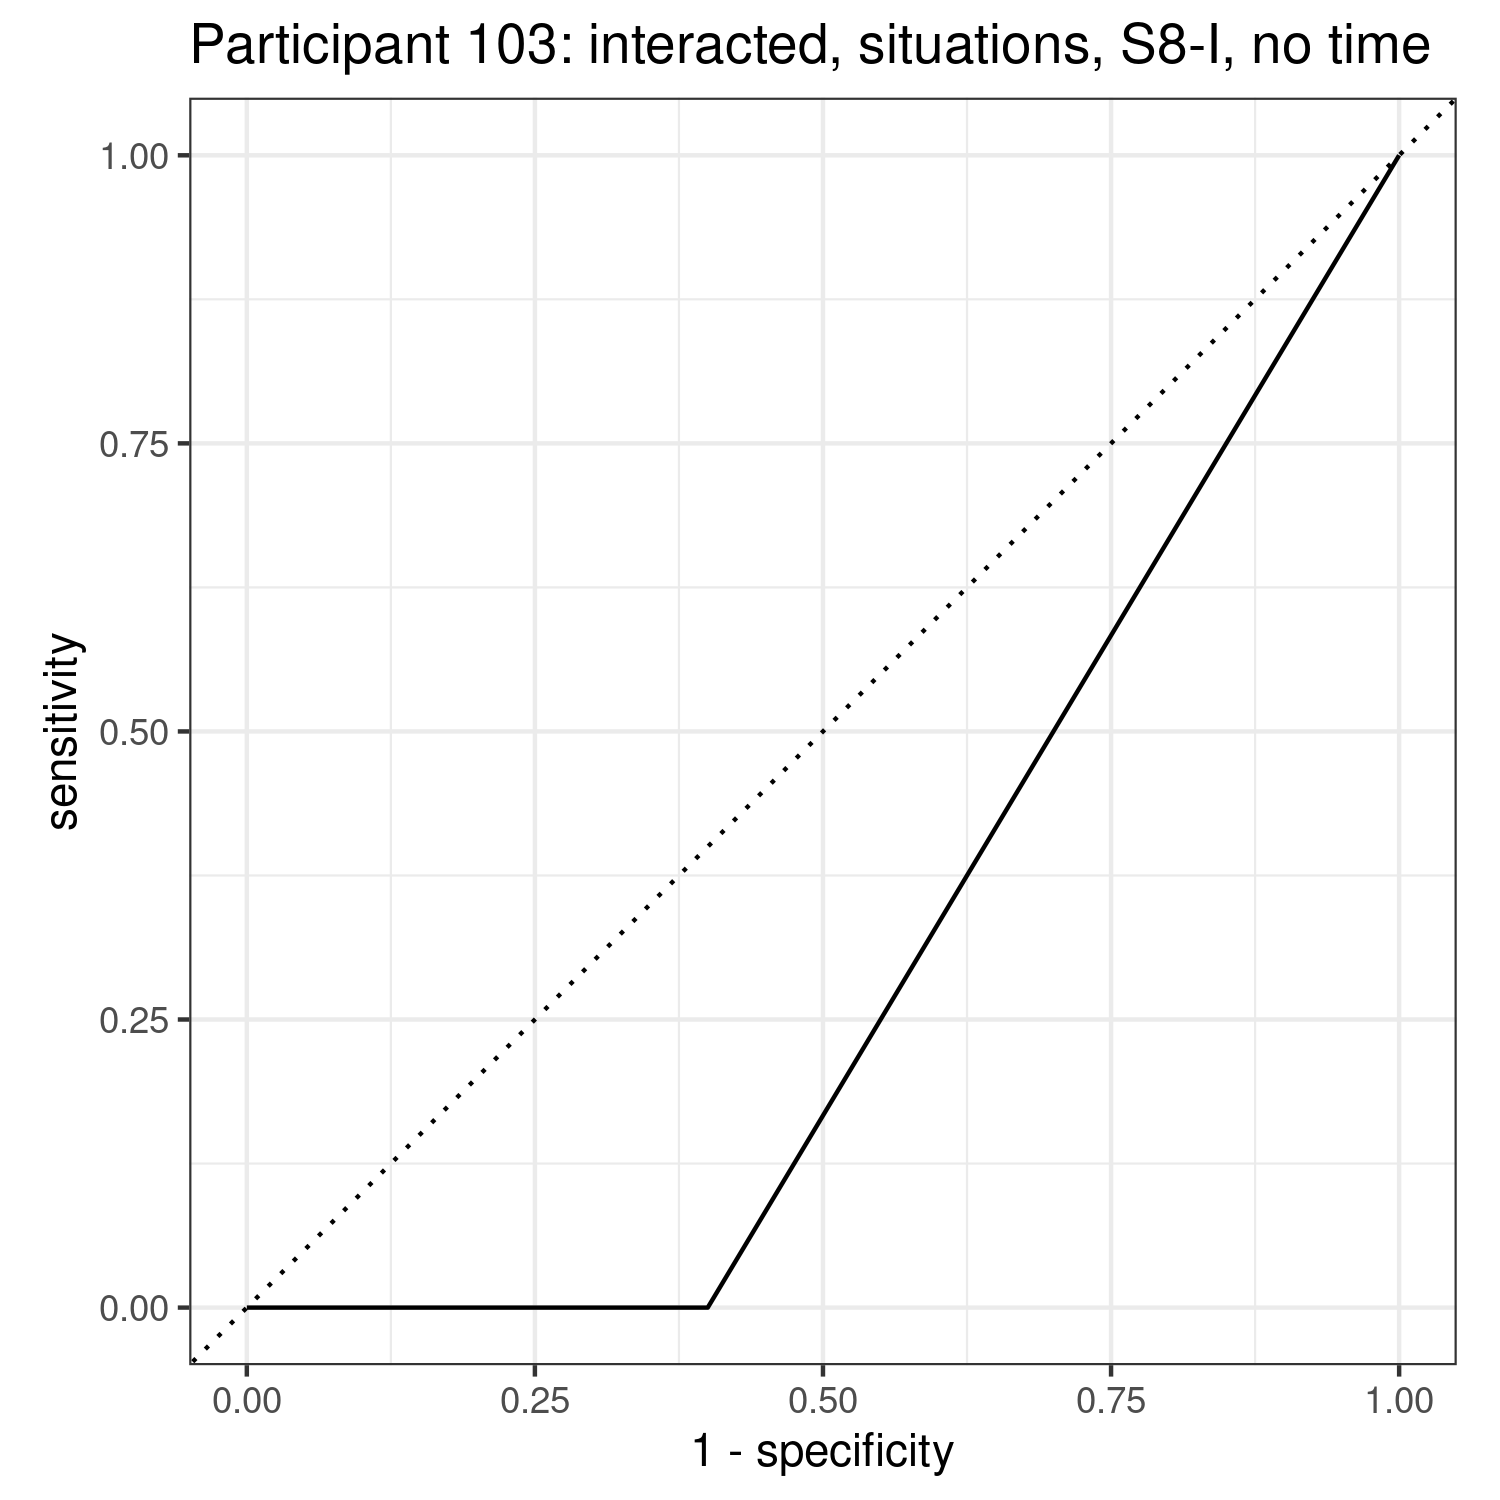 Participant 103: interacted, situations, S8-I, no time
1.00
0.75
0.50
0.25
0.00
sensitivity
0.00 0.25 0.50 0.75 1.00
1 - specificity